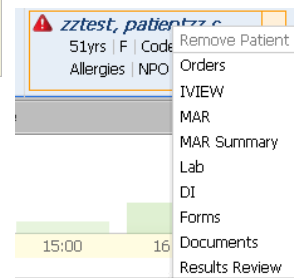 zztest, patientzz c
Remove Patient
51yrs | F | Code
Orders
Allergies | NPO
IVIEW
MAR
MAR Summary
Lab
DI
Forms
Documents
15:00
16
Results Review